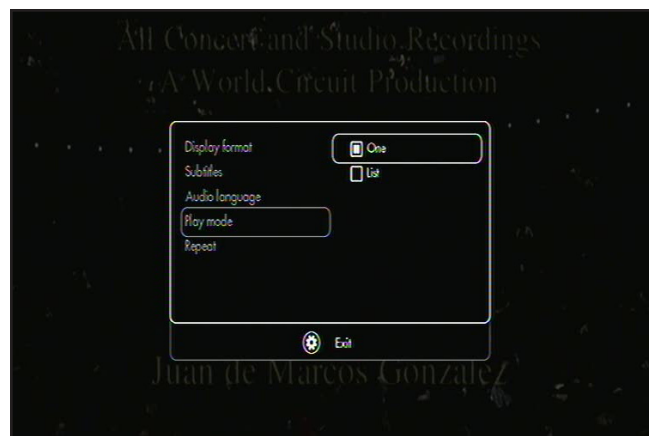 All Concert and Studio Recordings
A World Circuit Production
Display format
One
Subtitles
List
Audio language
Play mode
Repeat
Exit
Juan de Marcos Gonzalez